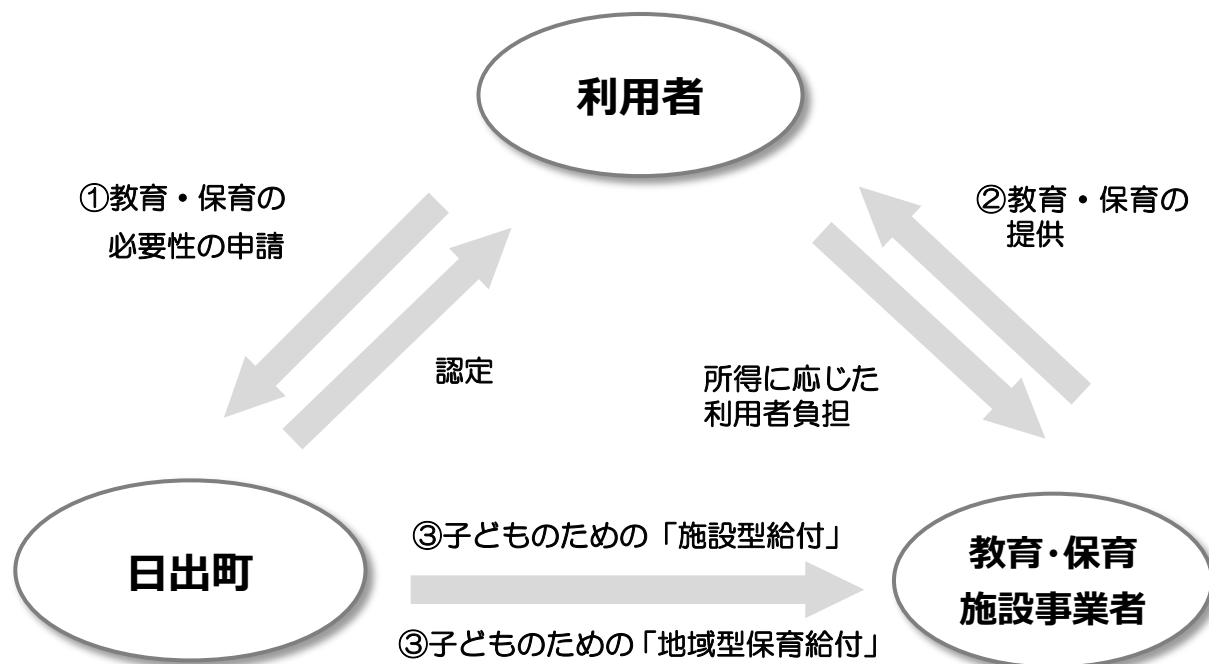 利用者
①教育・保育の
必要性の申請
②教育・保育の
提供
認定
所得に応じた
利用者負担
③子どものための「施設型給付」
日出町
教育・保育
施設事業者
③子どものための「地域型保育給付」